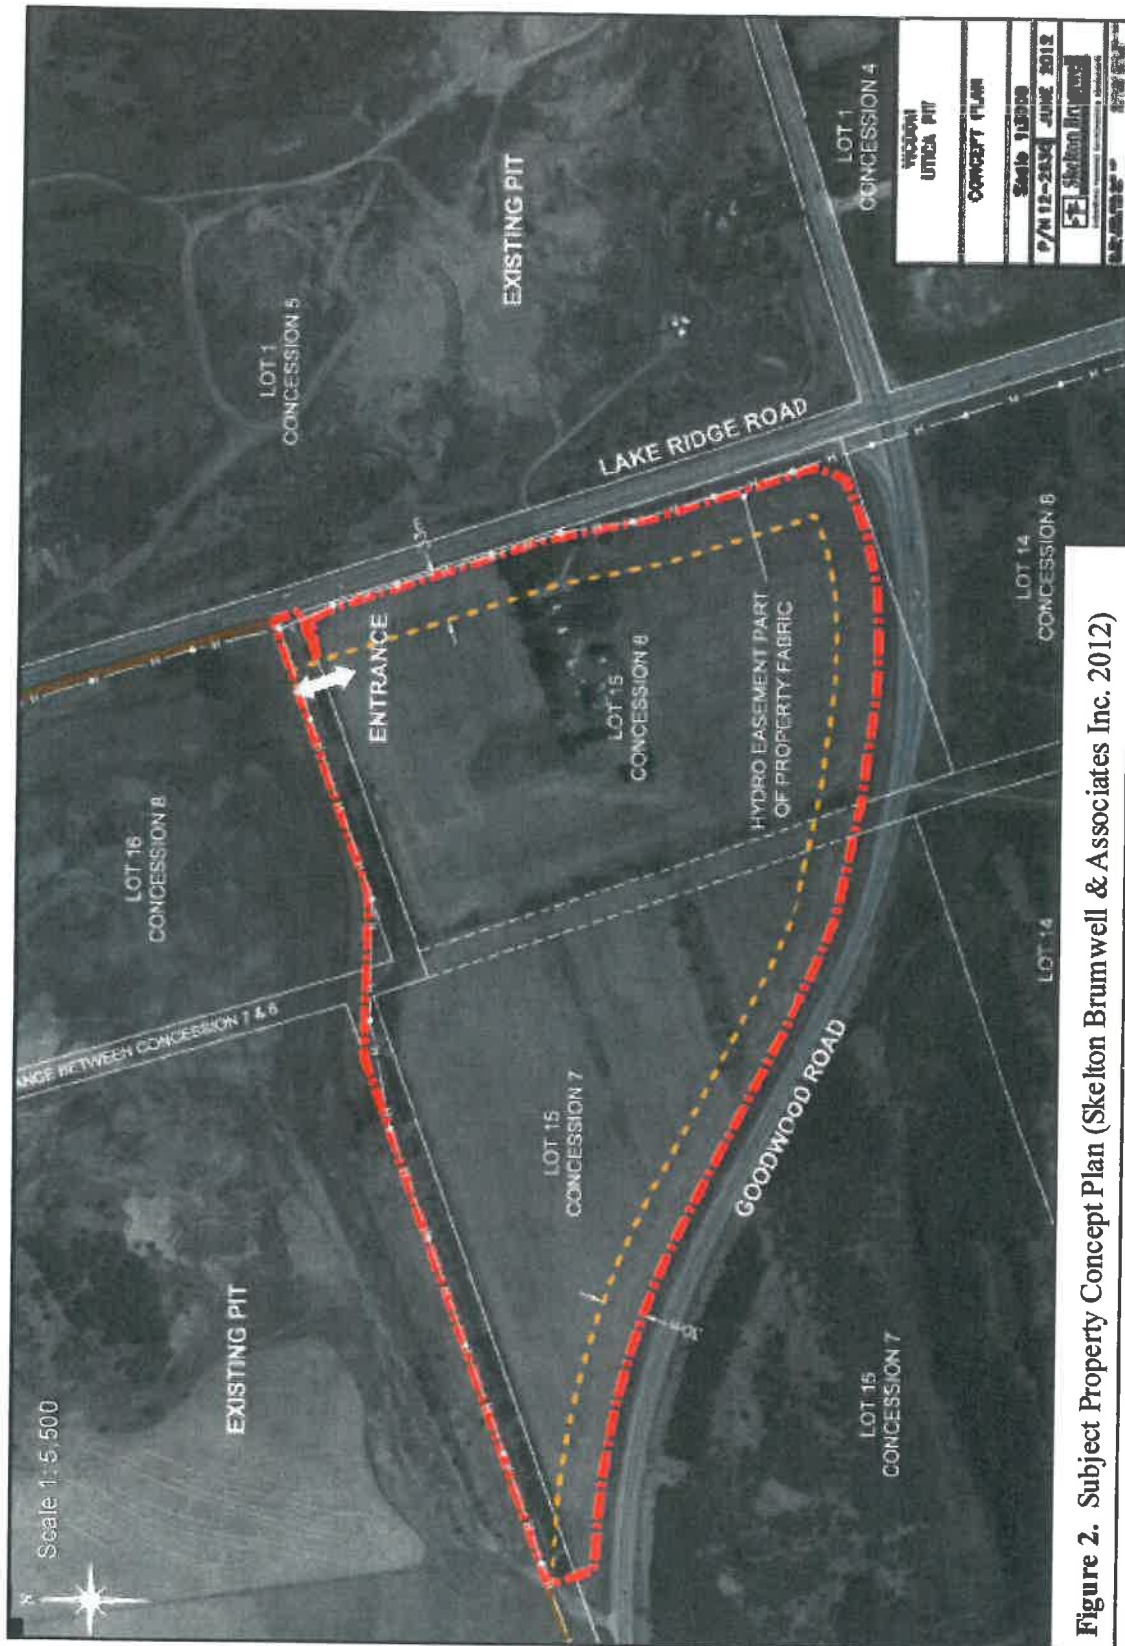 Scale 1: 5,500
EXISTING PIT
LOT 16
CONCESSION 8
LOT 1
CONCESSION 5
EXISTING PIT
LOT 1
CONCESSION 4
BETWEEN CONCESSION 7 &
ENTRANCE
LAKE RIDGE ROAD
LOT 15
CONCESSION 7
LOT 15
CONCESSION 8
HYDRO EASEMENT PART
OF PROPERTY FABRIC
30m
GOODWOOD ROAD
LOT 15
CONCESSION 7
LOT 14
LOT 14
CONCESSION 8
UTICA PIT
CONCEPT PLAN
Scale
JUNE 2012
Figure 2. Subject Property Concept Plan (Skelton Brumwell & Associates Inc. 2012)